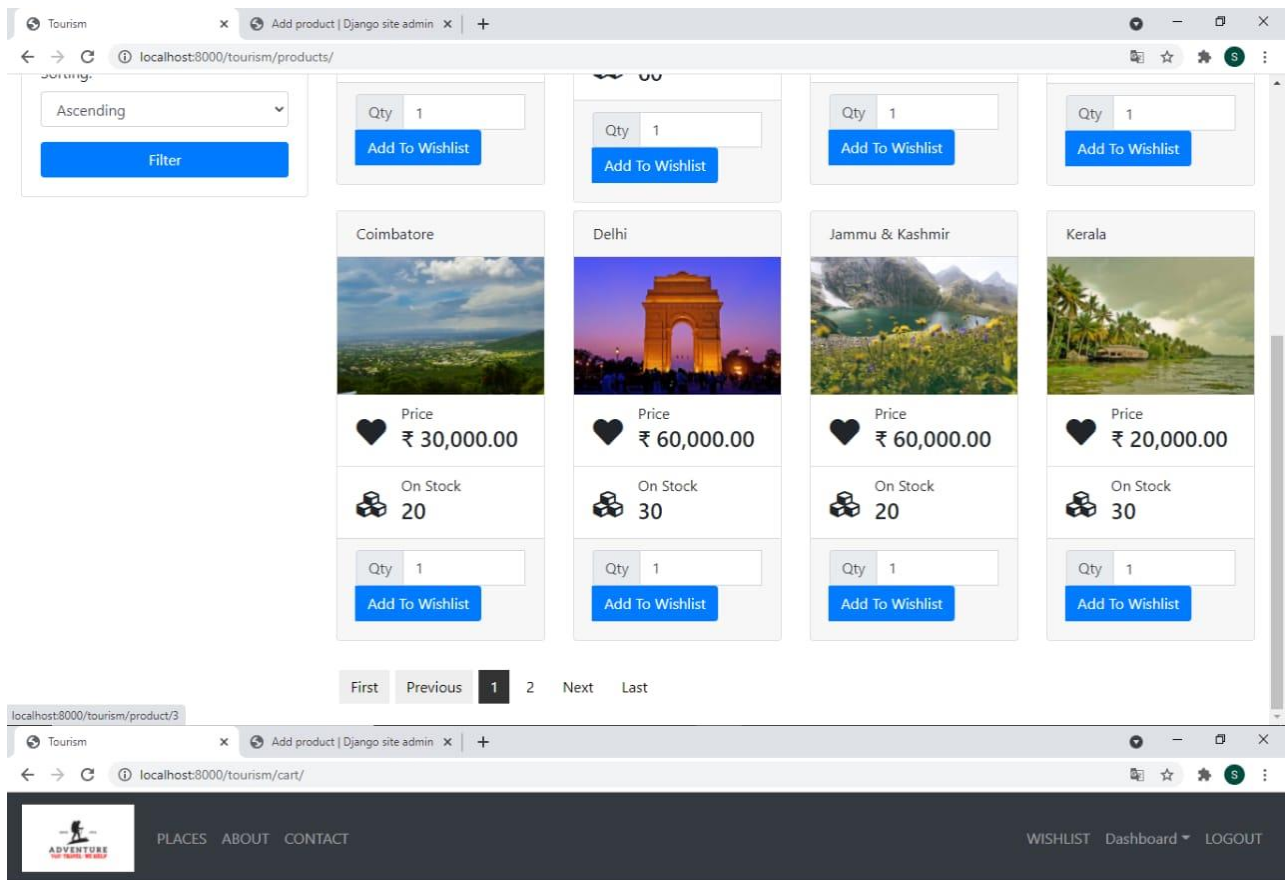 Tourism
Add product | Django site admin
localhost:8000/tourism/products/
Sorting:
60
Ascending
Filter
Qty 1
Add To Wishlist
Qty 1
Add To Wishlist
Qty 1
Add To Wishlist
Qty 1
Add To Wishlist
Coimbatore
Delhi
Jammu & Kashmir
Kerala
Price
₹ 30,000.00
Price
₹ 60,000.00
Price
₹ 60,000.00
Price
₹ 20,000.00
On Stock
20
On Stock
30
On Stock
20
On Stock
30
Qty 1
Add To Wishlist
Qty 1
Add To Wishlist
Qty 1
Add To Wishlist
Qty 1
Add To Wishlist
First Previous 1 2 Next Last
localhost:8000/tourism/product/3
Tourism
Add product | Django site admin
localhost:8000/tourism/cart/
S
S
ADVENTURE
PLACES ABOUT CONTACT
WISHLIST Dashboard LOGOUT